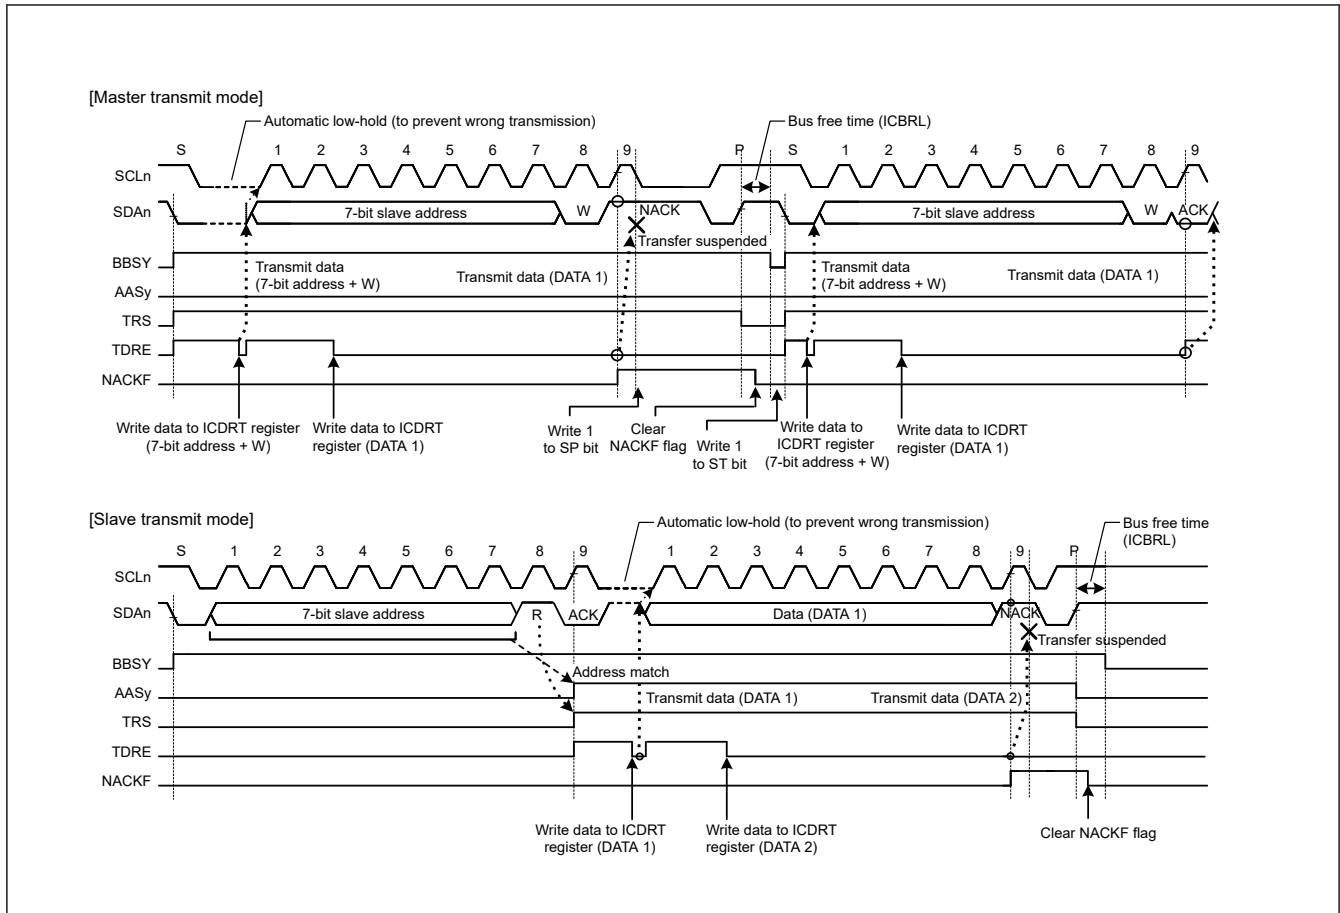 [Master transmit mode]
Automatic low-hold (to prevent wrong transmission)
Bus free time (ICBRL)
S 1 2 3 4 5 6 7 8 9 P S 1 2 3 4 5 6 7 8 9
SCLn
SDAn 7-bit slave address W NACK 7-bit slave address W ACK
Transfer suspended
BBSY
Transmit data
(7-bit address + W)
Transmit data (DATA 1)
Transmit data
(7-bit address + W)
Transmit data (DATA 1)
AASy
TRS
TDRE
NACKF
Write data to ICDRT register
(7-bit address + W)
Write data to ICDRT
register (DATA 1)
Write 1
to SP bit
Clear
NACKF flag
Write 1
to ST bit
Write data to
ICDRT register
(7-bit address + W)
Write data to ICDRT
register (DATA 1)
[Slave transmit mode]
Automatic low-hold (to prevent wrong transmission)
Bus free time
(ICBRL)
S 1 2 3 4 5 6 7 8 9 1 2 3 4 5 6 7 8 9 P
SCLn
SDAn 7-bit slave address R ACK Data (DATA 1) NACK
Transfer suspended
BBSY
Address match
AASy
Transmit data (DATA 1)
Transmit data (DATA 2)
TRS
TDRE
NACKF
Write data to ICDRT
register (DATA 1)
Write data to ICDRT
register (DATA 2)
Clear NACKF flag